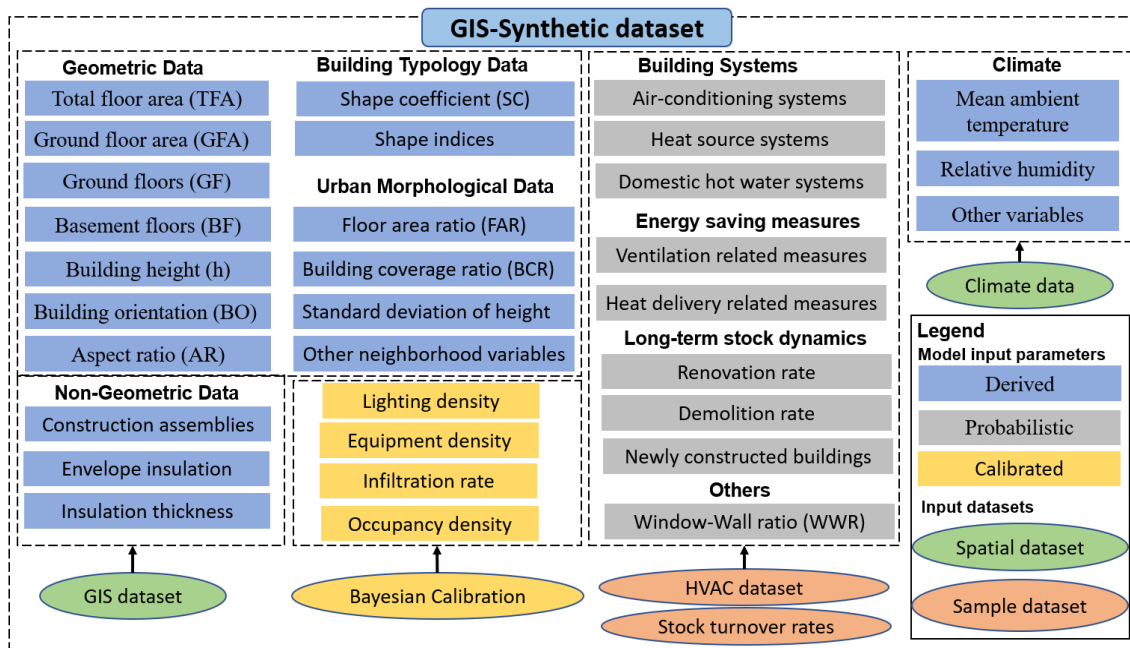 GIS-Synthetic dataset
Geometric Data
Total floor area (TFA)
Ground floor area (GFA)
Ground floors (GF)
Basement floors (BF)
Building height (h)
Building orientation (BO)
Aspect ratio (AR)
Non-Geometric Data
Construction assemblies
Envelope insulation
Insulation thickness
GIS dataset
Building Typology Data
Shape coefficient (SC)
Shape indices
Urban Morphological Data
Floor area ratio (FAR)
Building coverage ratio (BCR)
Standard deviation of height
Other neighborhood variables
Lighting density
Equipment density
Infiltration rate
Occupancy density
Bayesian Calibration
Building Systems
Air-conditioning systems
Heat source systems
Domestic hot water systems
Energy saving measures
Ventilation related measures
Heat delivery related measures
Long-term stock dynamics
Renovation rate
Demolition rate
Newly constructed buildings
Others
Window-Wall ratio (WWR)
HVAC dataset
Stock turnover rates
Climate
Mean ambient
temperature
Relative humidity
Other variables
Climate data
Legend
Model input parameters
Derived
Probabilistic
Calibrated
Input datasets
Spatial dataset
Sample dataset